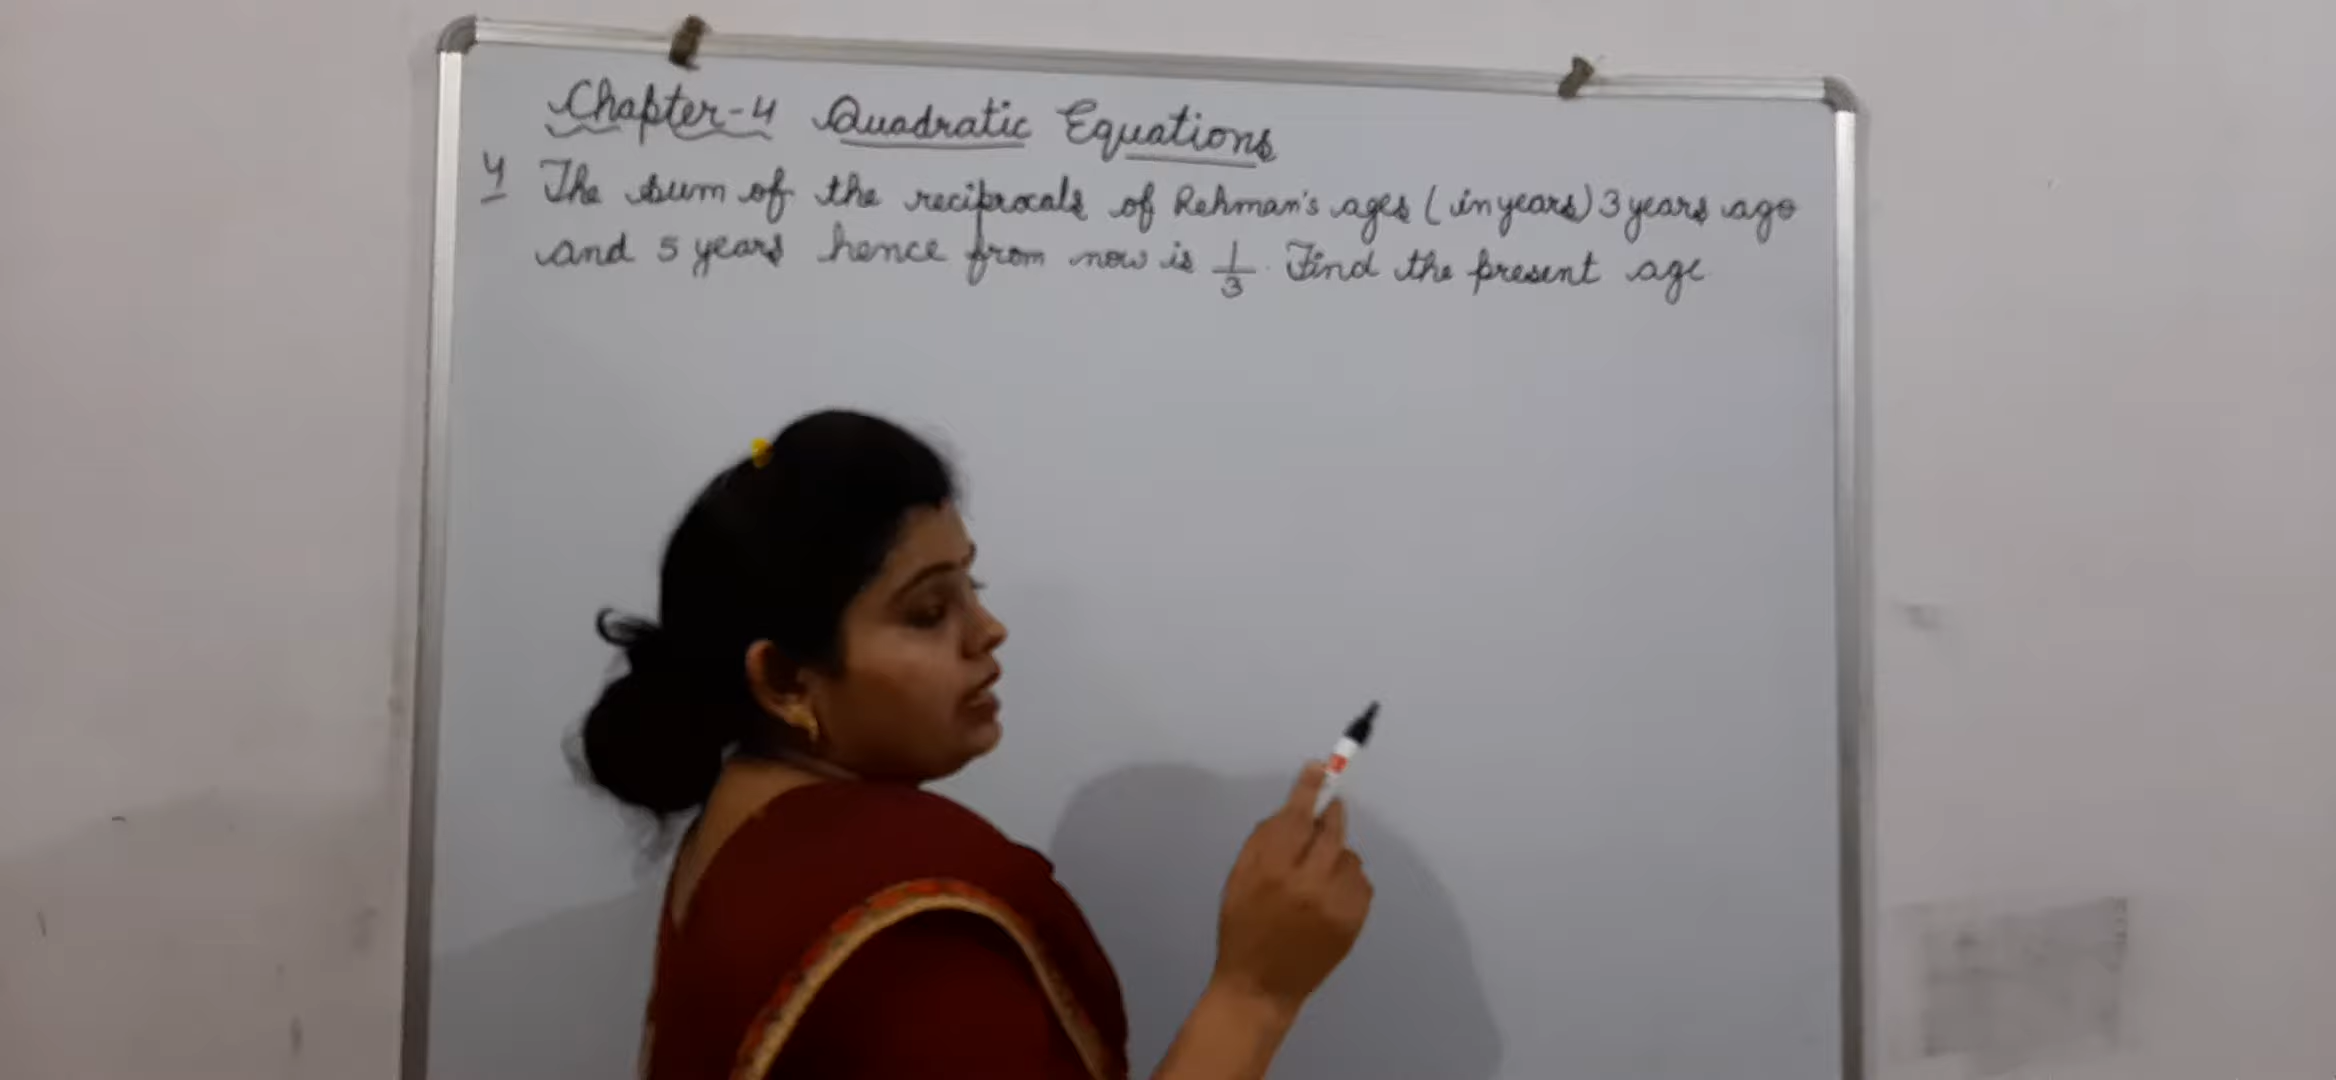 Chapter-4 Quadratic Equations
4 The sum of the reciprocals of Rehman's ages (in years) 3 years ago
and 5 years hence from now is 1/3. Find the present age